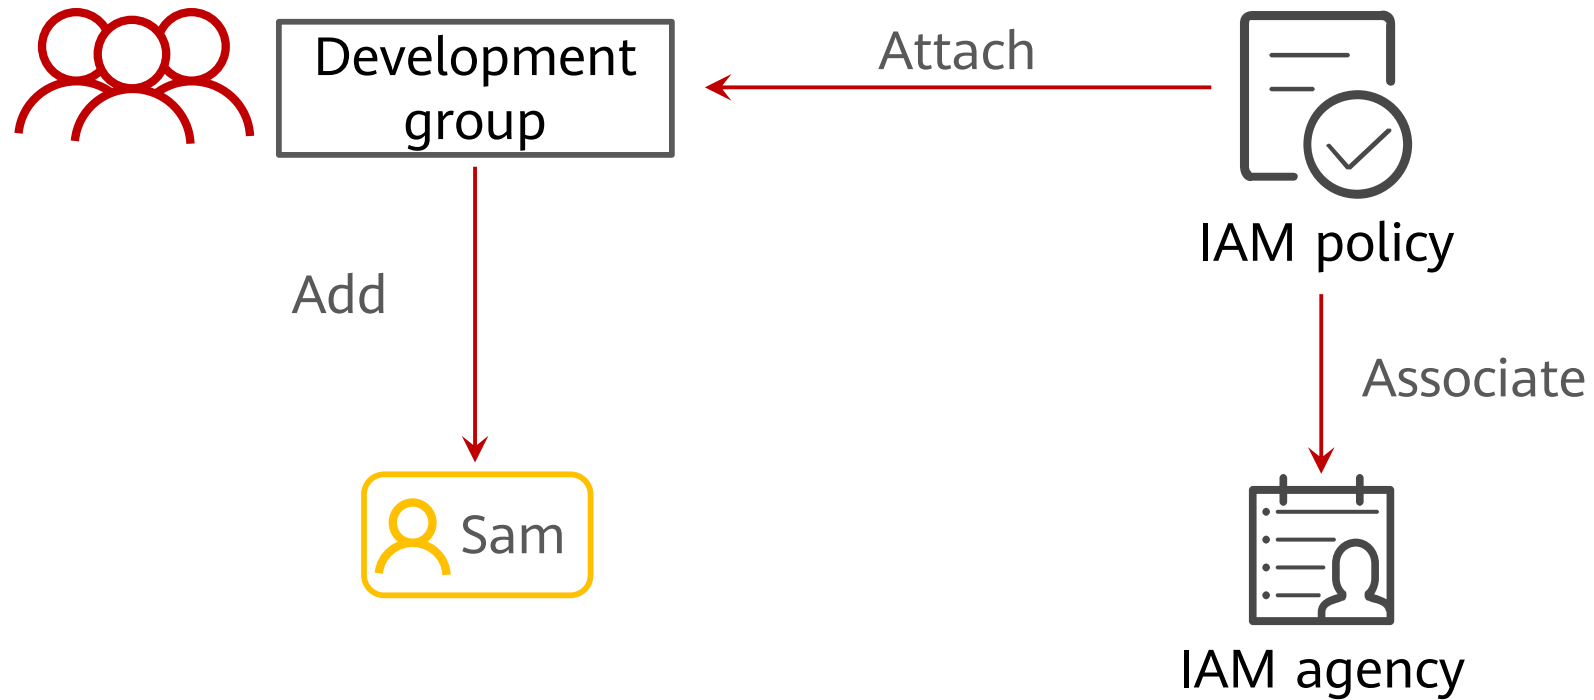 Development
group
Attach
IAM policy
Add
Associate
Sam
IAM agency